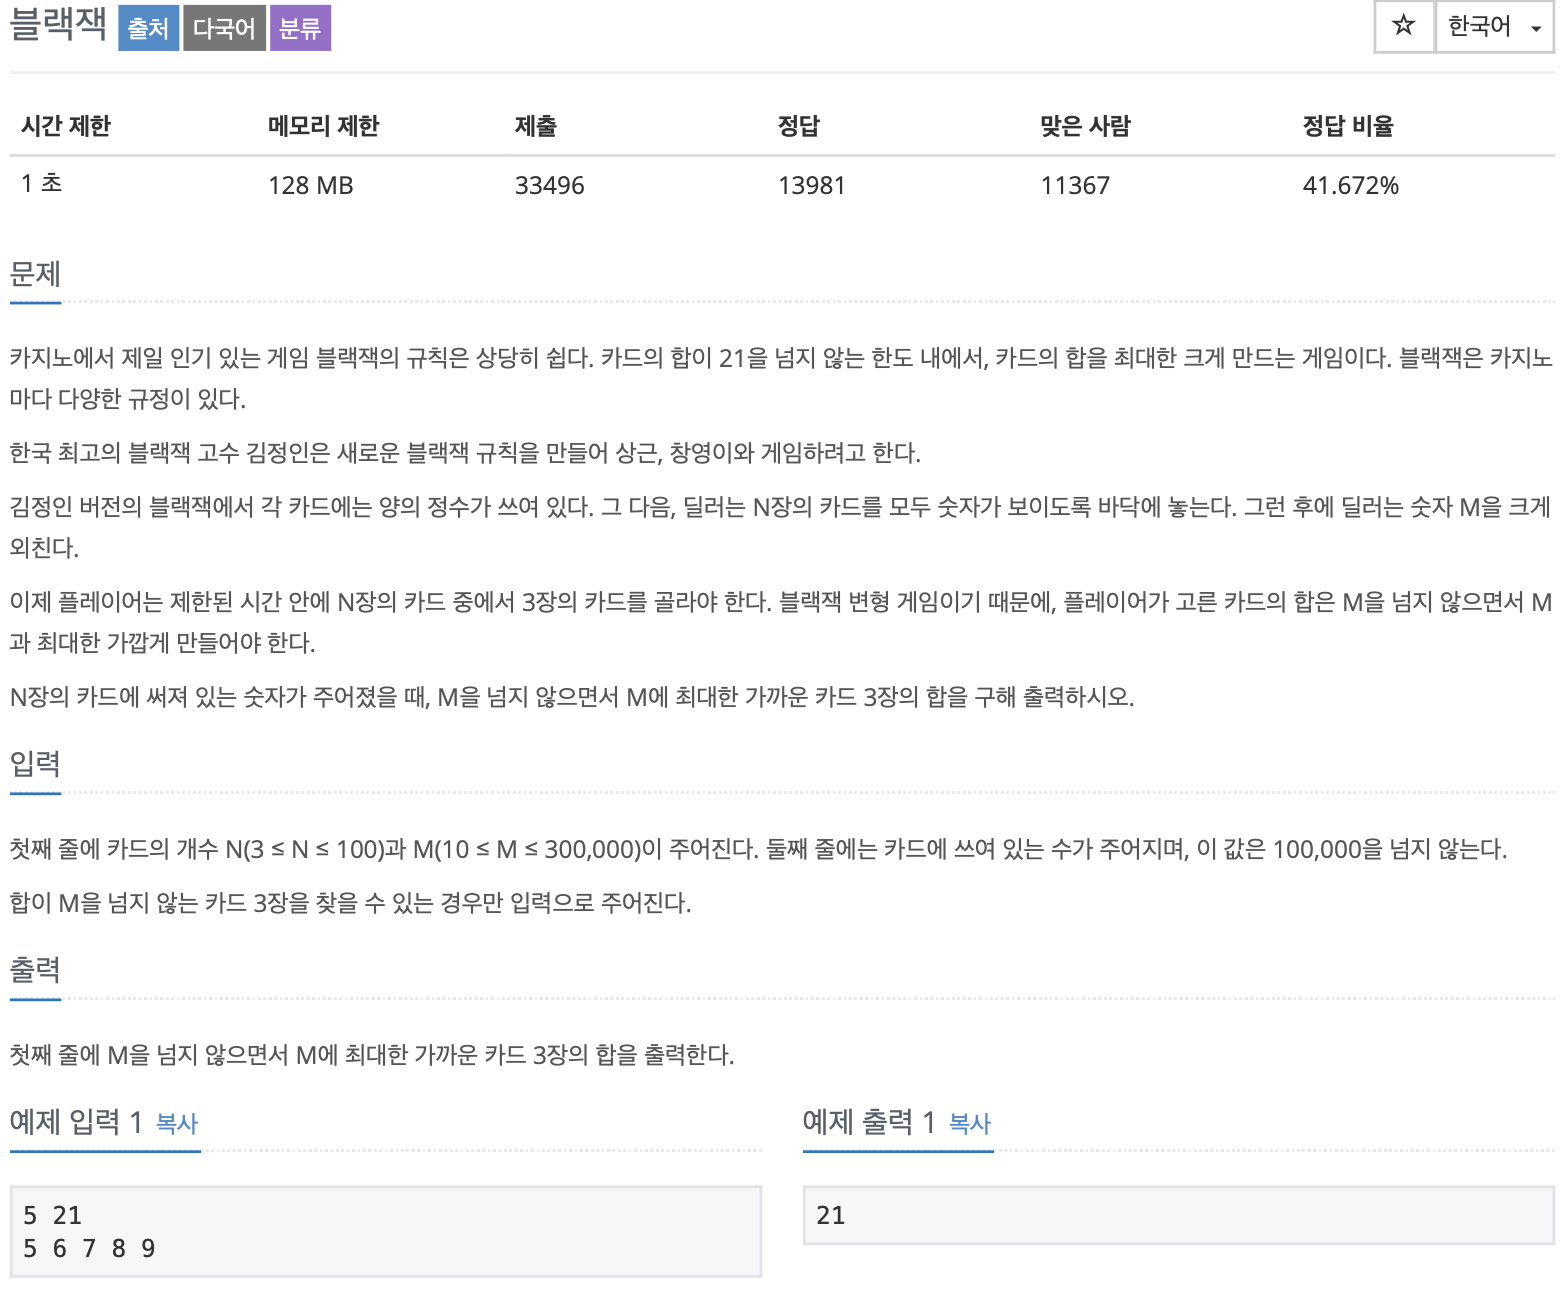 블랙잭 출처 다국어 분류 ☆ 한국어
시간 제한 메모리 제한 제출 정답 맞은 사람 정답 비율
1 초 128 MB 33496 13981 11367 41.672%
문제
카지노에서 제일 인기 있는 게임 블랙잭의 규칙은 상당히 쉽다. 카드의 합이 21을 넘지 않는 한도 내에서, 카드의 합을 최대한 크게 만드는 게임이다. 블랙잭은 카지노
마다 다양한 규정이 있다.
한국 최고의 블랙잭 고수 김정인은 새로운 블랙잭 규칙을 만들어 상근, 창영이와 게임하려고 한다.
김정인 버전의 블랙잭에서 각 카드에는 양의 정수가 쓰여 있다. 그 다음, 딜러는 N장의 카드를 모두 숫자가 보이도록 바닥에 놓는다. 그런 후에 딜러는 숫자 M을 크게
외친다.
이제 플레이어는 제한된 시간 안에 N장의 카드 중에서 3장의 카드를 골라야 한다. 블랙잭 변형 게임이기 때문에, 플레이어가 고른 카드의 합은 M을 넘지 않으면서 M
과 최대한 가깝게 만들어야 한다.
N장의 카드에 써져 있는 숫자가 주어졌을 때, M을 넘지 않으면서 M에 최대한 가까운 카드 3장의 합을 구해 출력하시오.
입력
첫째 줄에 카드의 개수 N(3 ≤ N ≤ 100)과 M(10 ≤ M ≤ 300,000)이 주어진다. 둘째 줄에는 카드에 쓰여 있는 수가 주어지며, 이 값은 100,000을 넘지 않는다.
합이 M을 넘지 않는 카드 3장을 찾을 수 있는 경우만 입력으로 주어진다.
출력
첫째 줄에 M을 넘지 않으면서 M에 최대한 가까운 카드 3장의 합을 출력한다.
예제 입력 1 복사
5 21
5 6 7 8 9
예제 출력 1 복사
21